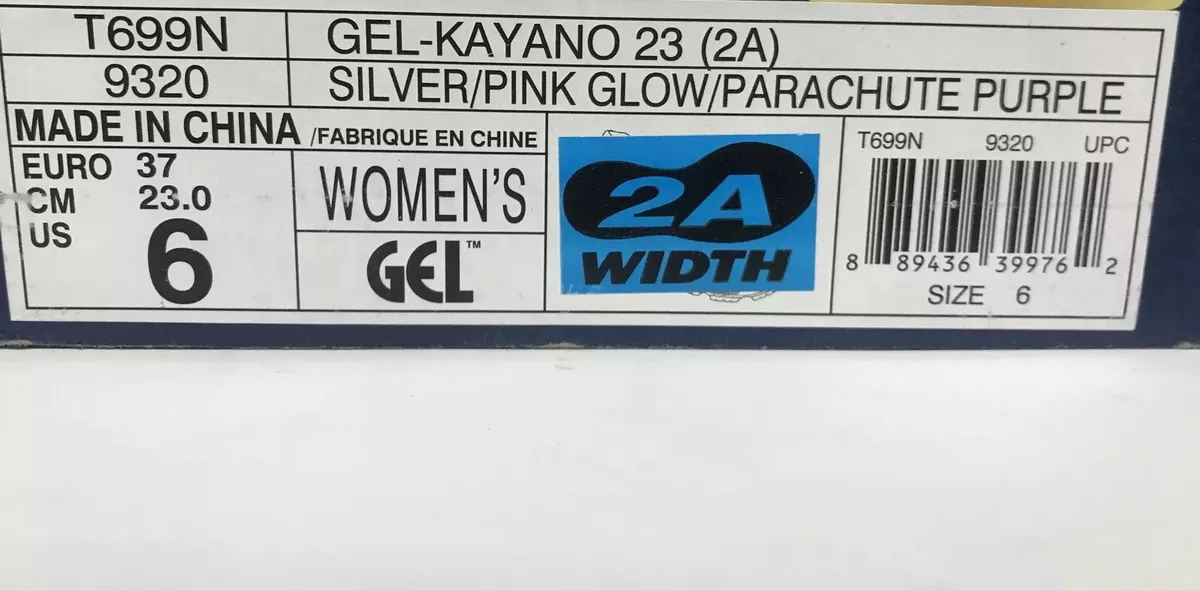 T699N
GEL-KAYANO 23 (2A)
9320
SILVER/PINK GLOW/PARACHUTE PURPLE
MADE IN CHINA /FABRIQUE EN CHINE
EURO 37
CM 23.0
US 6
WOMEN'S
GEL™
2A
WIDTH
T699N 9320 UPC
8 89436 39976 2
SIZE 6